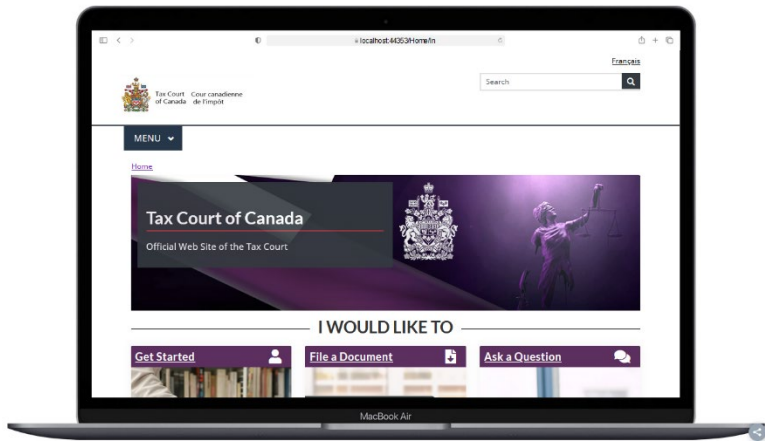 localhost:44353/Home/In
Français
Search
Tax Court Cour canadienne
of Canada de l'impôt
MENU
Home
Tax Court of Canada
Official Web Site of the Tax Court
I WOULD LIKE TO
Get Started
File a Document
Ask a Question
MacBook Air